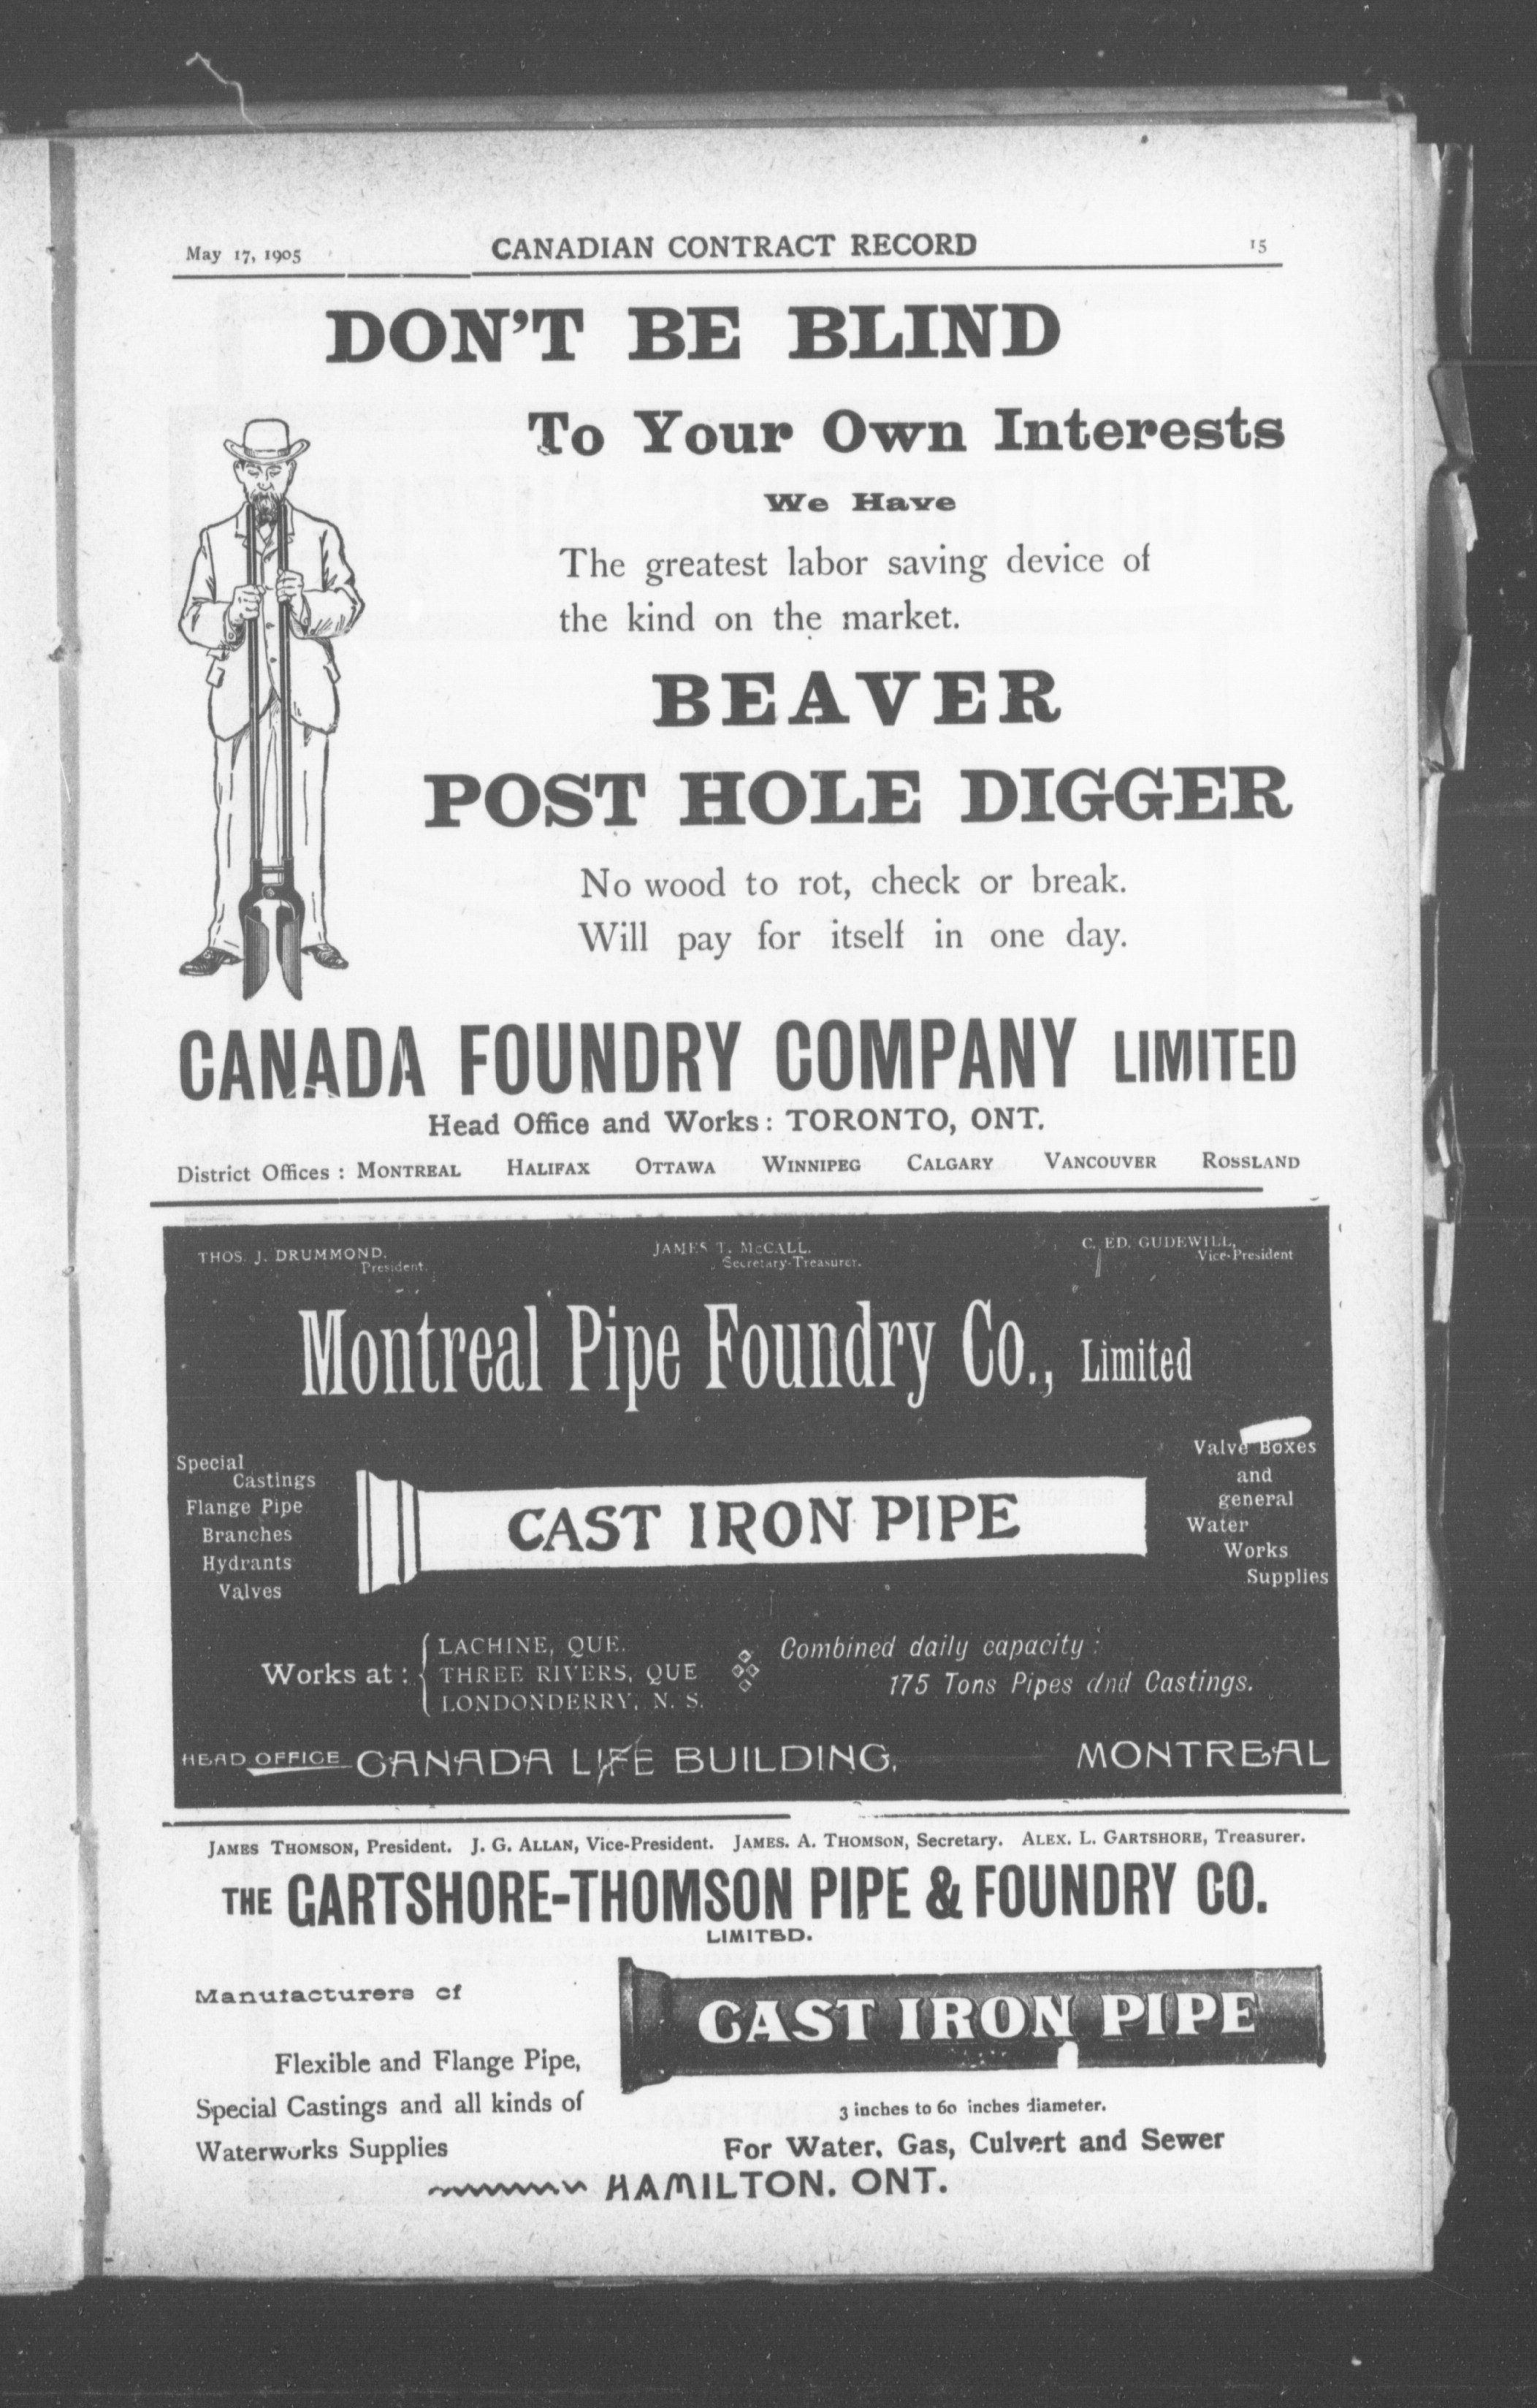 May 17, 1905
CANADIAN CONTRACT RECORD
15
DON'T BE BLIND
To Your Own Interests
We Have
The greatest labor saving device of
the kind on the market.
BEAVER
POST HOLE DIGGER
No wood to rot, check or break.
Will pay for itself in one day.
CANADA FOUNDRY COMPANY LIMITED
Head Office and Works: TORONTO, ONT.
District Offices: MONTREAL HALIFAX OTTAWA WINNIPEG CALGARY VANCOUVER ROSSLAND
THOS. J. DRUMMOND,
President.
JAMES T. McCALL,
Secretary-Treasurer.
C. ED. GUDEWILL,
Vice-President
Montreal Pipe Foundry Co., Limited
Special
Castings
Flange Pipe
Branches
Hydrants
Valves
CAST IRON PIPE
Valve Boxes
and
general
Water
Works
Supplies
Works at:
LACHINE, QUE.
THREE RIVERS, QUE
LONDONDERRY, N. S.
Combined daily capacity:
175 Tons Pipes and Castings.
HEAD OFFICE CANADA LIFE BUILDING, MONTREAL
JAMES THOMSON, President. J. G. ALLAN, Vice-President. JAMES. A. THOMSON, Secretary. ALEX. L. GARTSHORE, Treasurer.
THE GARTSHORE-THOMSON PIPE & FOUNDRY CO.
LIMITED.
Manufacturers of
Flexible and Flange Pipe,
Special Castings and all kinds of
Waterworks Supplies
CAST IRON PIPE
3 inches to 60 inches diameter.
For Water, Gas, Culvert and Sewer
HAMILTON. ONT.